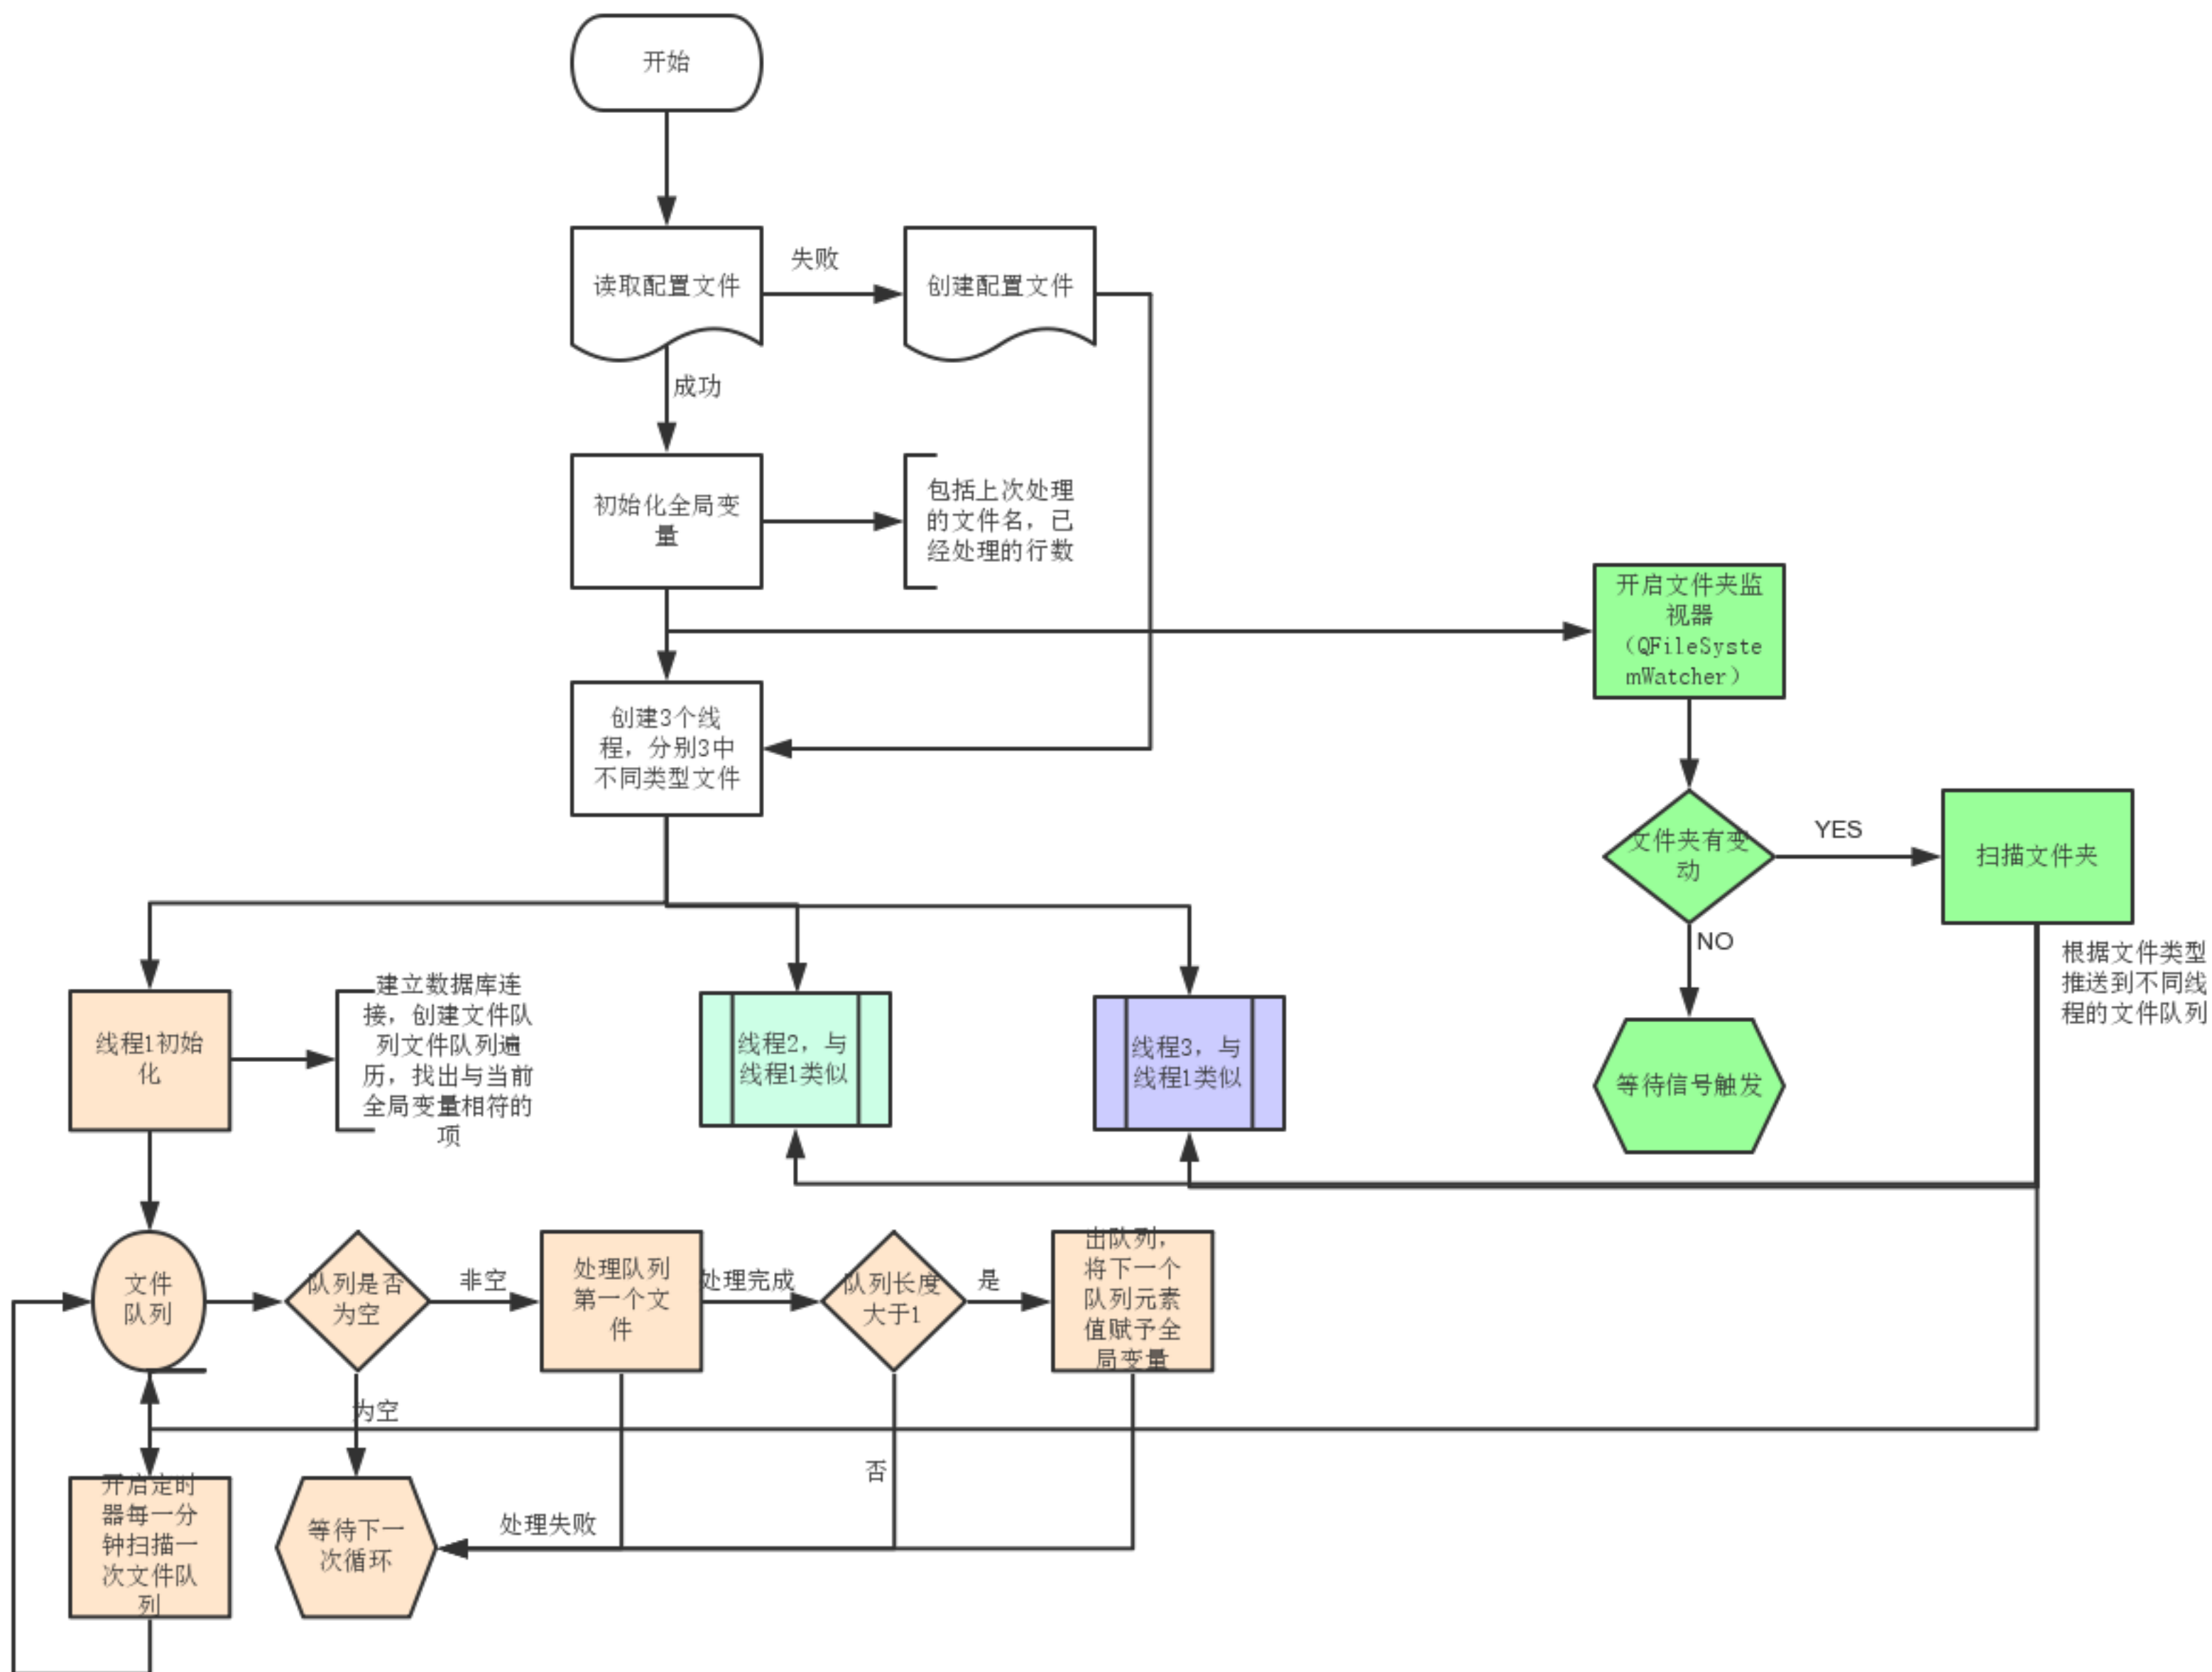 开始
读取配置文件
失败
创建配置文件
成功
初始化全局变
量
包括上次处理
的文件名，已
经处理的行数
开启文件夹监
视器
（QFileSyste
mWatcher）
创建3个线
程，分别3中
不同类型文件
文件夹有变
动
YES
扫描文件夹
NO
根据文件类型
推送到不同线
程的文件队列
等待信号触发
线程1初始
化
建立数据库连
接，创建文件队
列文件队列遍
历，找出与当前
全局变量相符的
项
线程2，与
线程1类似
线程3，与
线程1类似
文件
队列
队列是否
为空
非空
处理队列
第一个文
件
处理完成
队列长度
大于1
是
出队列，
将下一个
队列元素
值赋予全
局变量
为空
否
开启定时
器每一分
钟扫描一
次文件队
列
等待下一
次循环
处理失败